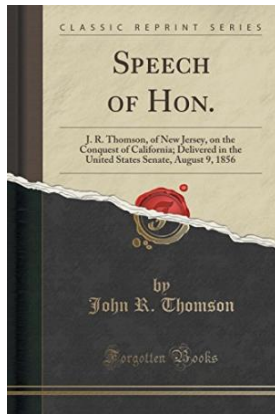 CLASSIC REPRINT SERIES
SPEECH
OF HON.
J. R. Thomson, of New Jersey, on the
Conquest of California; Delivered in the
United States Senate, August 9, 1856
by
John R. Thomson
Forgotten Books